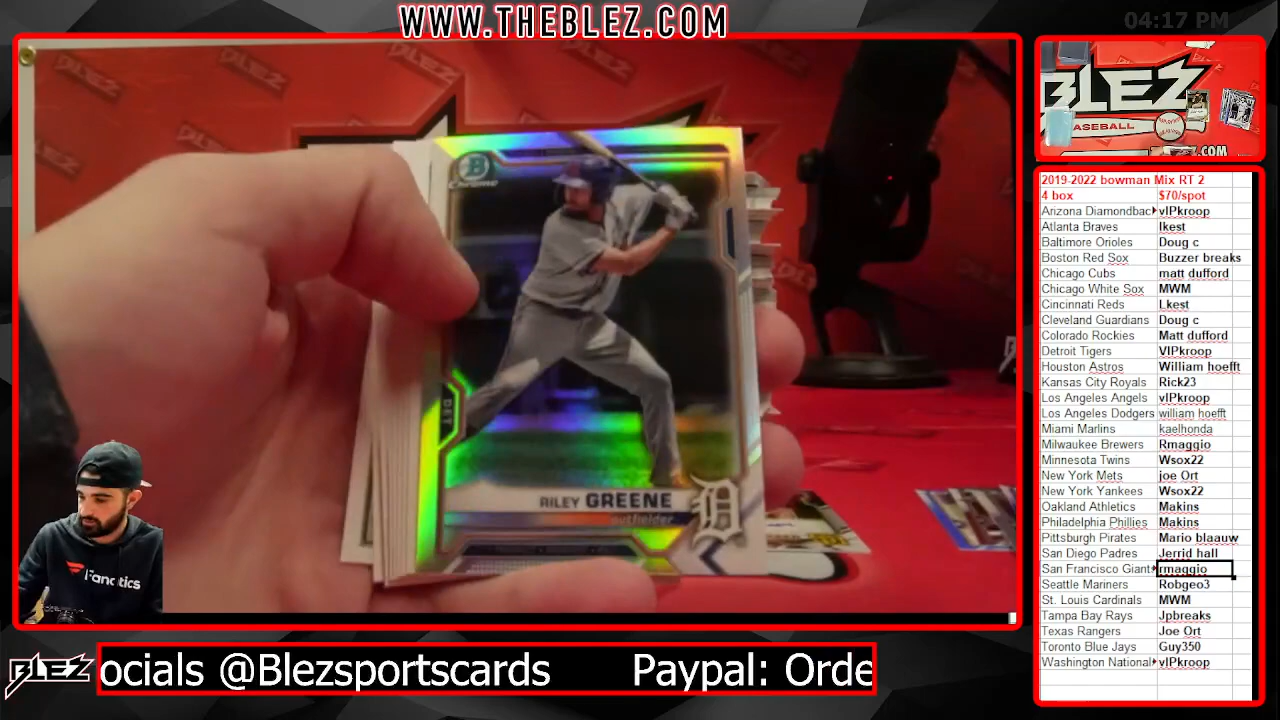 WWW.THEBLEZ.COM
04:17 PM
BLEZ
BASEBALL
.COM
B
Chrome
DET
RILEY GREENE
outfielder
D
Fanatics
2019-2022 bowman Mix RT 2
4 box $70/spot
Arizona Diamondbac vIPkroop
Atlanta Braves lkest
Baltimore Orioles Doug c
Boston Red Sox Buzzer breaks
Chicago Cubs matt dufford
Chicago White Sox MWM
Cincinnati Reds Lkest
Cleveland Guardians Doug c
Colorado Rockies Matt dufford
Detroit Tigers VIPkroop
Houston Astros William hoefft
Kansas City Royals Rick23
Los Angeles Angels vIPkroop
Los Angeles Dodgers william hoefft
Miami Marlins kaelhonda
Milwaukee Brewers Rmaggio
Minnesota Twins Wsox22
New York Mets joe Ort
New York Yankees Wsox22
Oakland Athletics Makins
Philadelphia Phillies Makins
Pittsburgh Pirates Mario blaauw
San Diego Padres Jerrid hall
San Francisco Giant rmaggio
Seattle Mariners Robgeo3
St. Louis Cardinals MWM
Tampa Bay Rays Jpbreaks
Texas Rangers Joe Ort
Toronto Blue Jays Guy350
Washington National vIPkroop
BLEZ
ocials @Blezsportscards Paypal: Orde